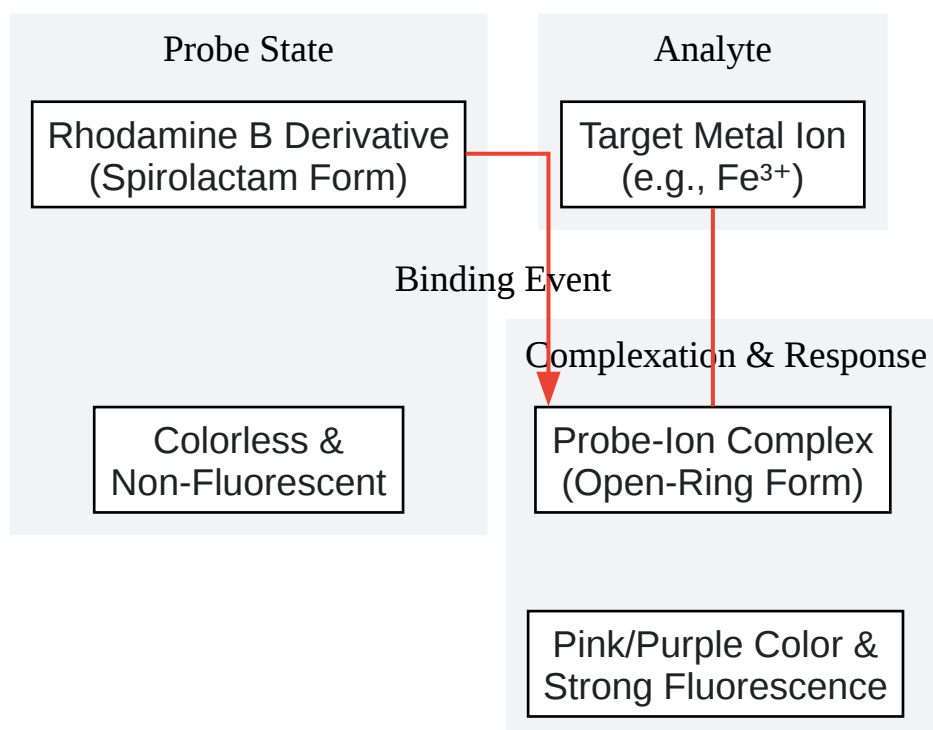 Probe State
Analyte
Rhodamine B Derivative
(Spirolactam Form)
Target Metal Ion
(e.g., Fe³⁺)
Binding Event
Complexation & Response
Colorless &
Non-Fluorescent
Probe-Ion Complex
(Open-Ring Form)
Pink/Purple Color &
Strong Fluorescence